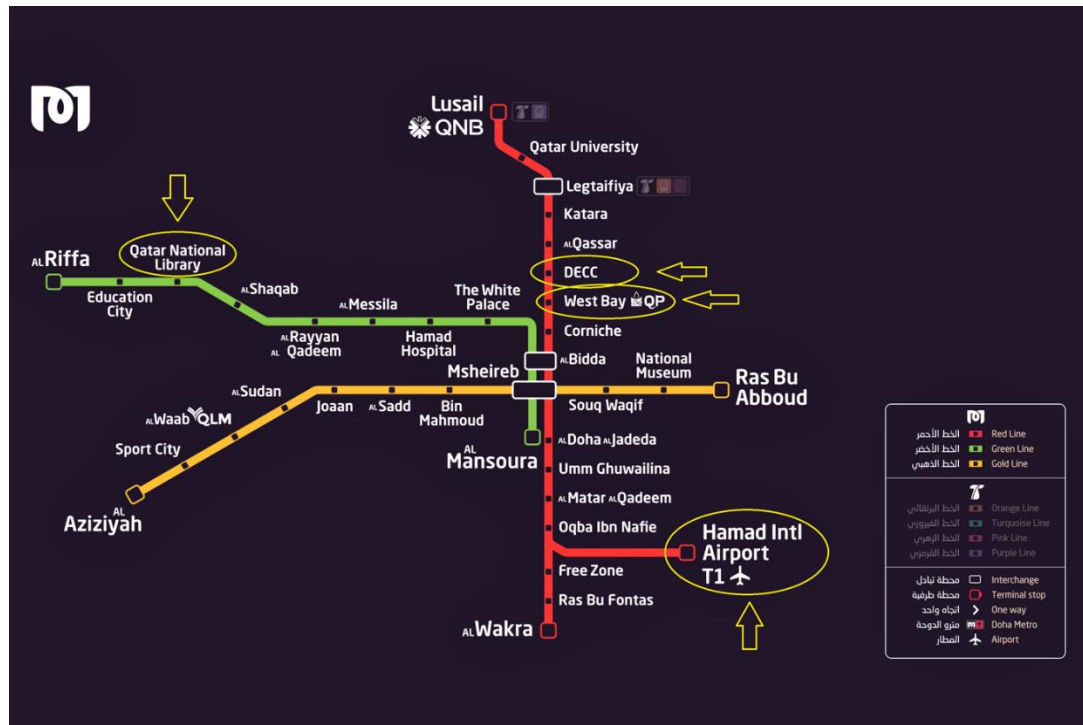 Lusail
QNB
Qatar University
Legtaifiya
Katara
AL Qassar
DECC
West Bay QP
Corniche
AL Bidda
Msheireb
AL Riffa
Education
City
Qatar National
Library
AL Shaqab
AL Rayyan
AL Qadeem
AL Messila
Hamad
Hospital
The White
Palace
AL
Mansoura
AL
Aziziyah
Sport City
AL Waab QLM
AL Sudan
Joaan
AL Sadd
Bin
Mahmoud
Souq Waqif
National
Museum
Ras Bu
Abboud
AL Doha AL Jadeda
Umm Ghuwailina
AL Matar AL Qadeem
Oqba Ibn Nafie
Hamad Intl
Airport
T1
Free Zone
Ras Bu Fontas
AL Wakra
الخط الأحمر Red Line
الخط الأخضر Green Line
الخط الذهبي Gold Line
الخط البرتقالي Orange Line
الخط الفيروزي Turquoise Line
الخط الزهري Pink Line
الخط القرمزي Purple Line
محطة تبادل Interchange
محطة طرفية Terminal stop
اتجاه واحد One way
مترو الدوحة Doha Metro
المطار Airport